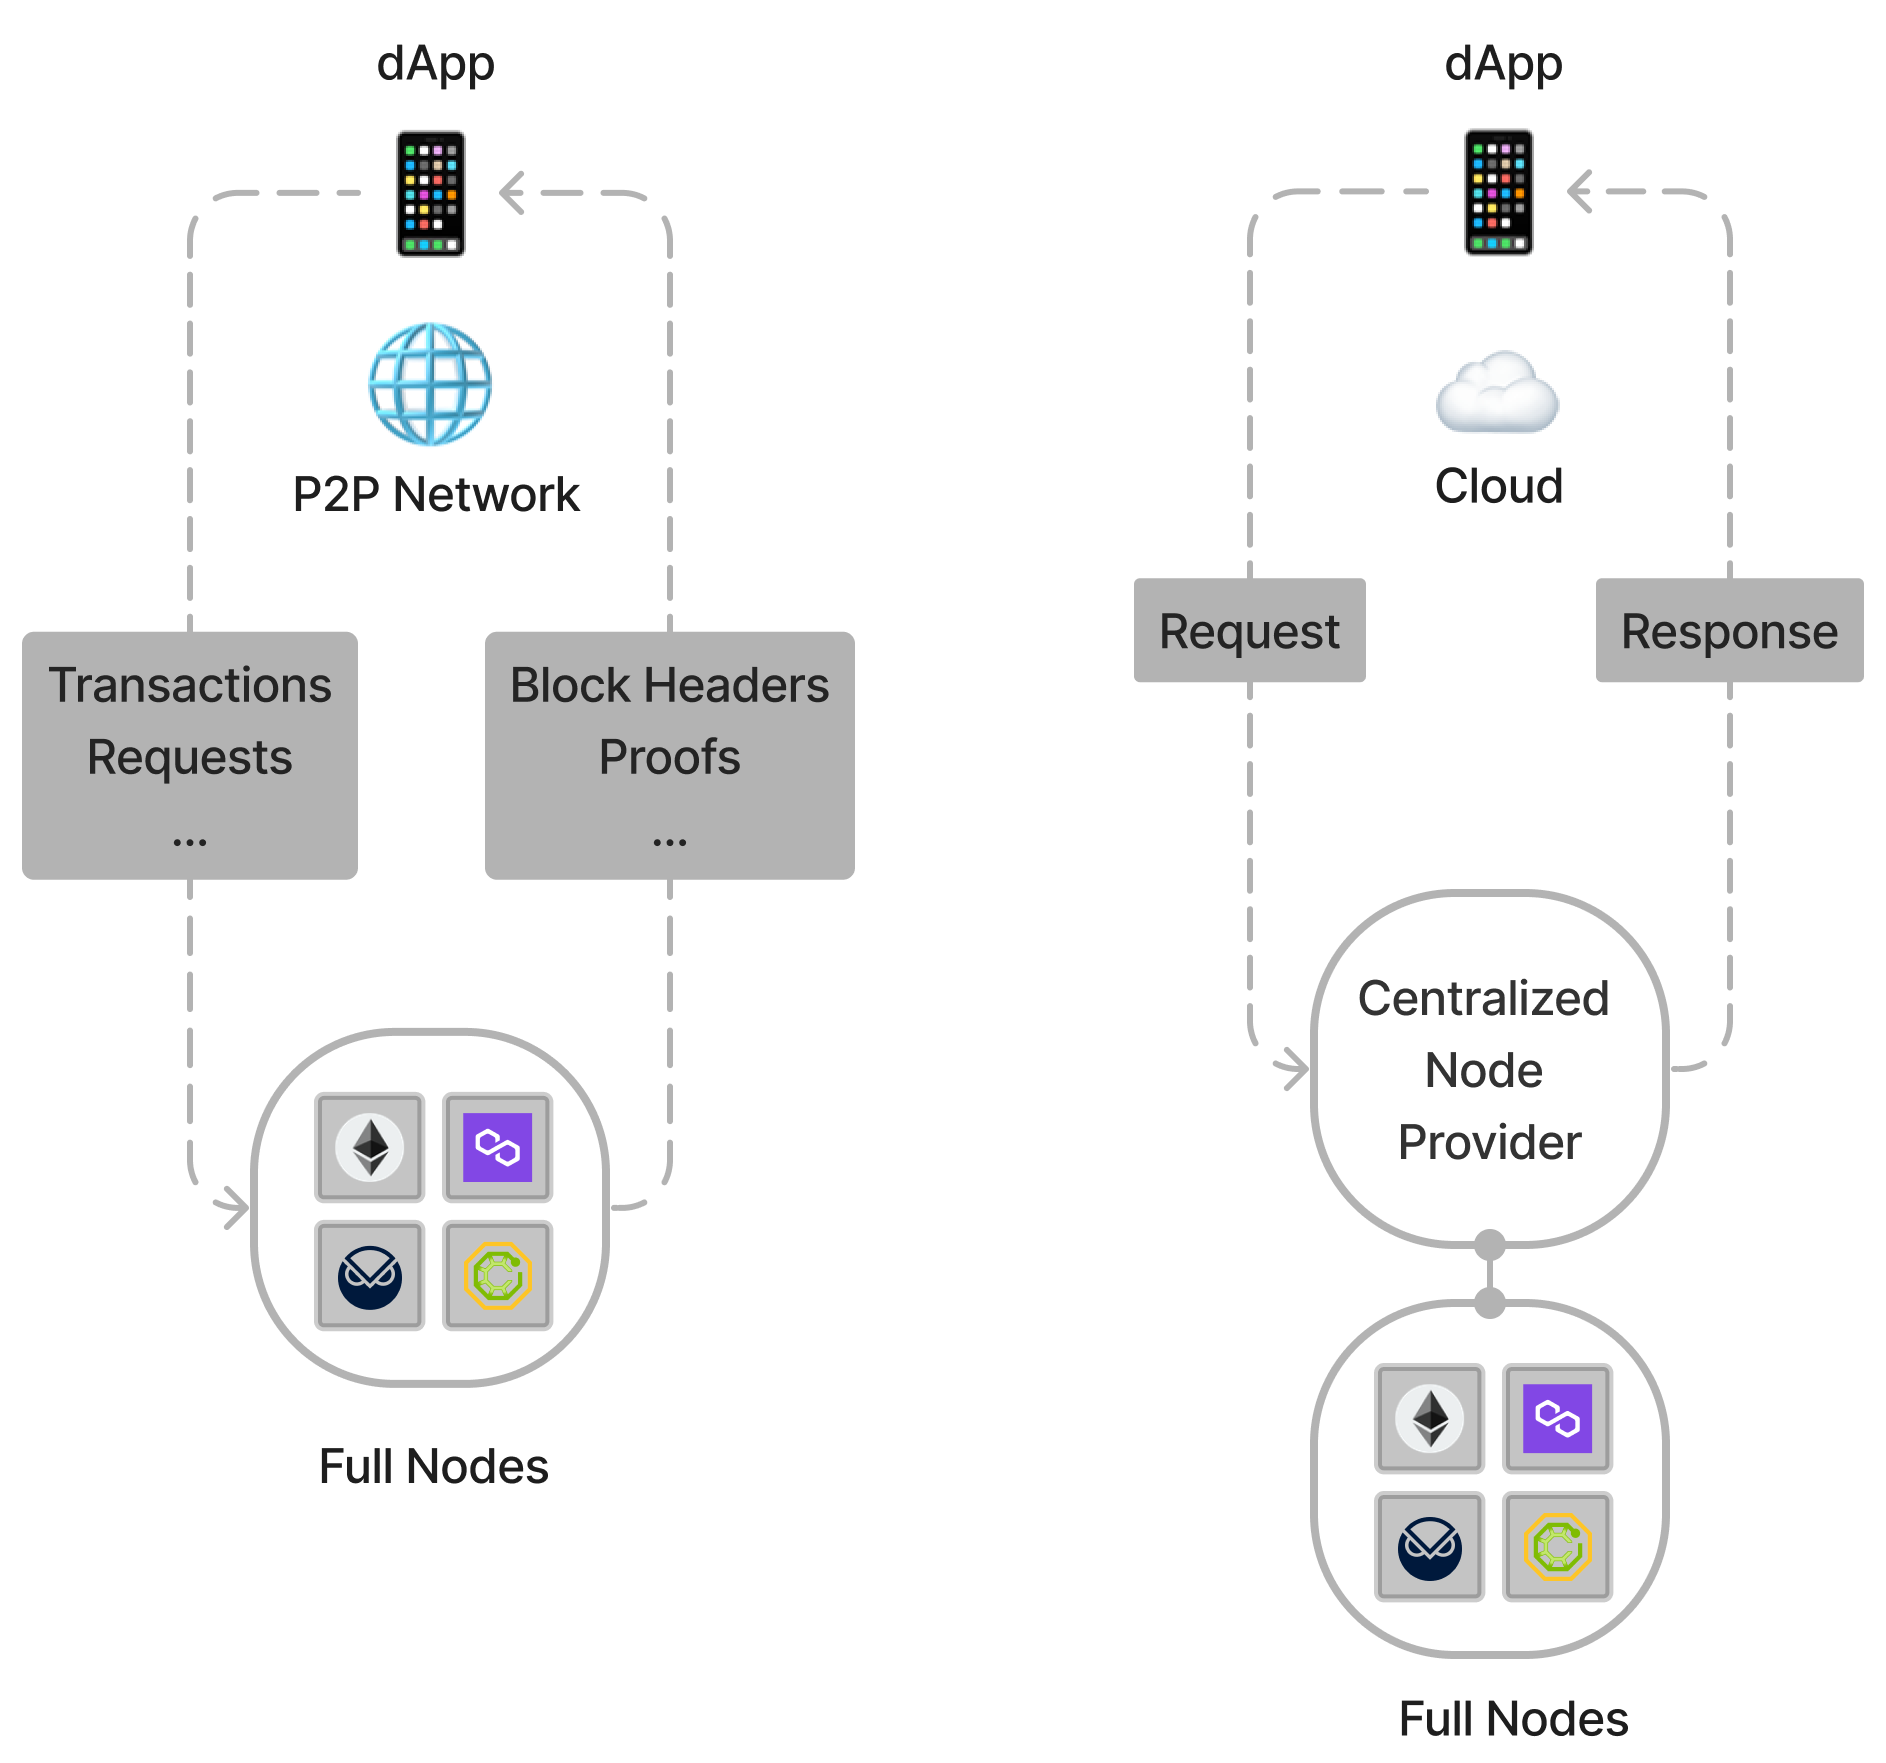 dApp
P2P Network
Transactions
Requests
...
Block Headers
Proofs
...
Full Nodes
dApp
Cloud
Request
Response
Centralized
Node
Provider
Full Nodes